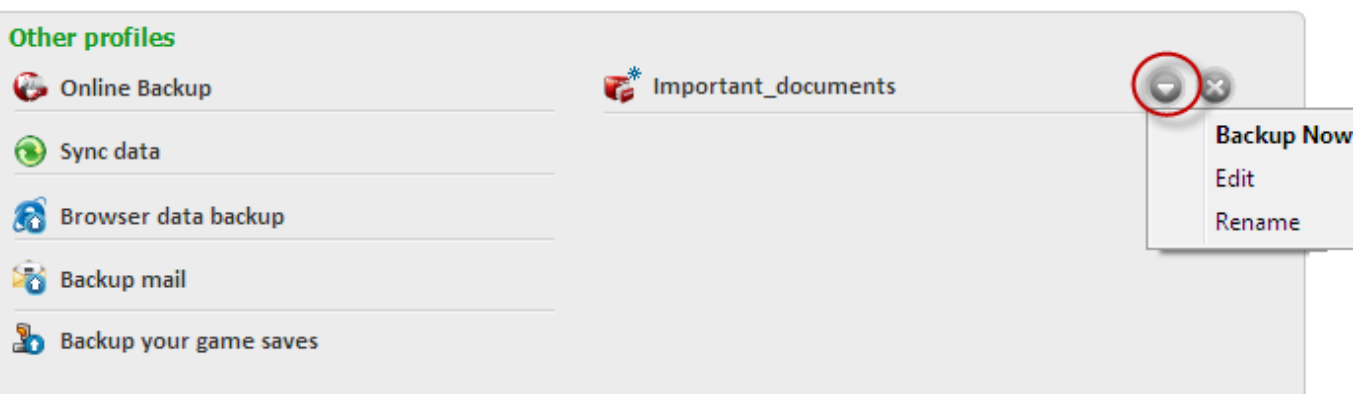 Other profiles
Online Backup
Sync data
Browser data backup
Backup mail
Backup your game saves
Important_documents
Backup Now
Edit
Rename